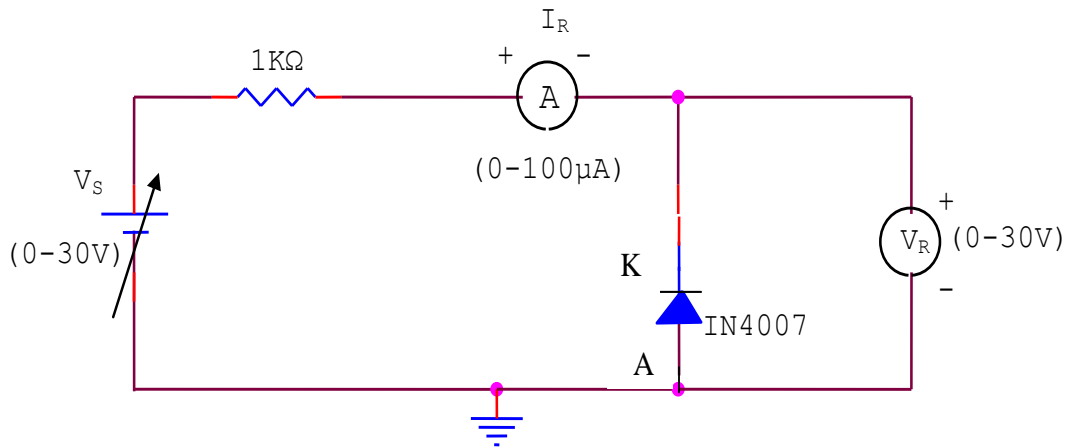 I_R
+ -
1KΩ
A
(0-100µA)
V_S
(0-30V)
+
V_R (0-30V)
-
K
IN4007
A